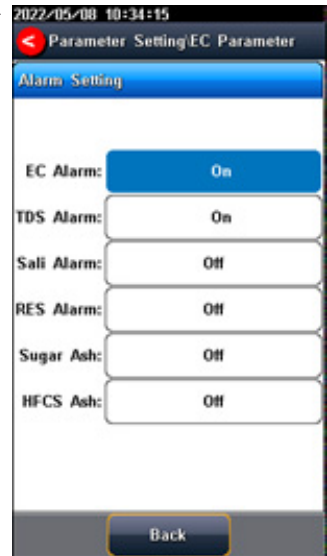 2022/05/08 10:34:15
< Parameter Setting\EC Parameter
Alarm Setting
EC Alarm: On
TDS Alarm: On
Sali Alarm: Off
RES Alarm: Off
Sugar Ash: Off
HFCS Ash: Off
Back